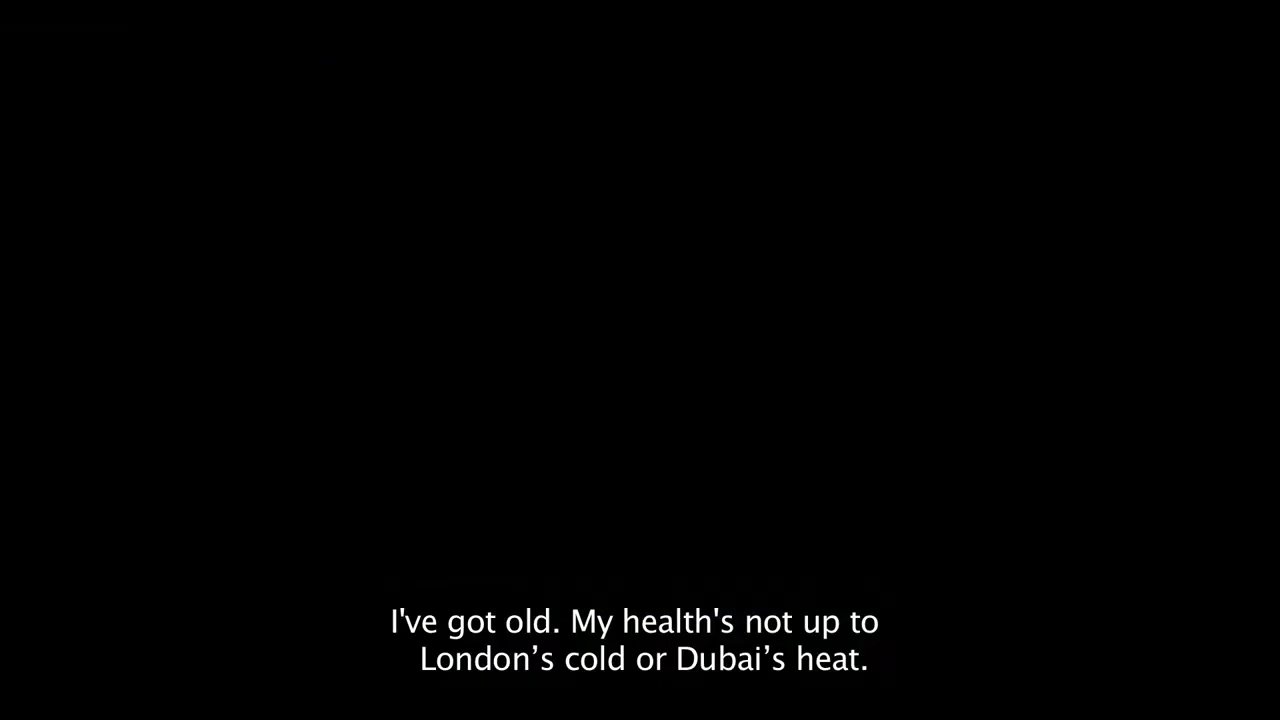 I've got old. My health's not up to
London’s cold or Dubai’s heat.